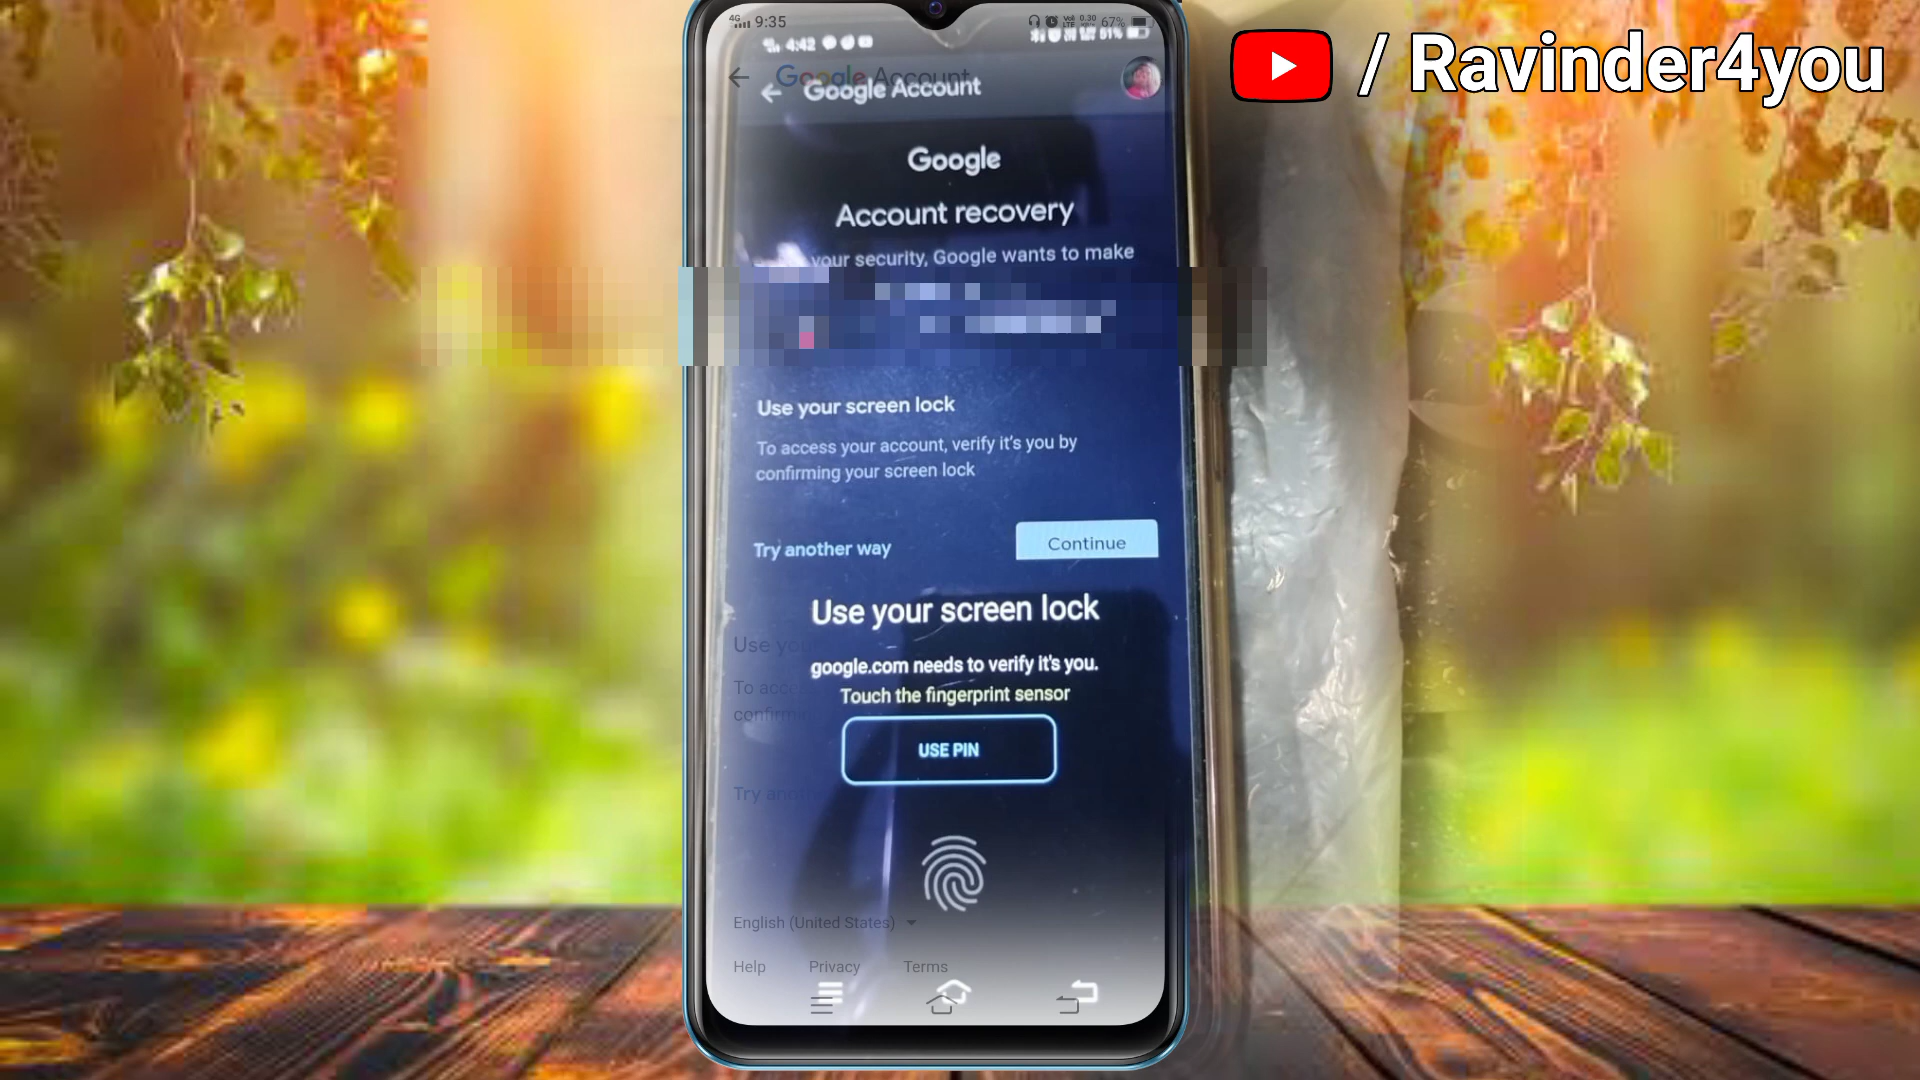 / Ravinder4you
4G 9:35
67%
4:42
61%
Google Account
Google Account
Google
Account recovery
your security, Google wants to make
Use your screen lock
To access your account, verify it's you by
confirming your screen lock
Try another way
Continue
Use your screen lock
google.com needs to verify it's you.
Touch the fingerprint sensor
USE PIN
English (United States)
Help Privacy Terms